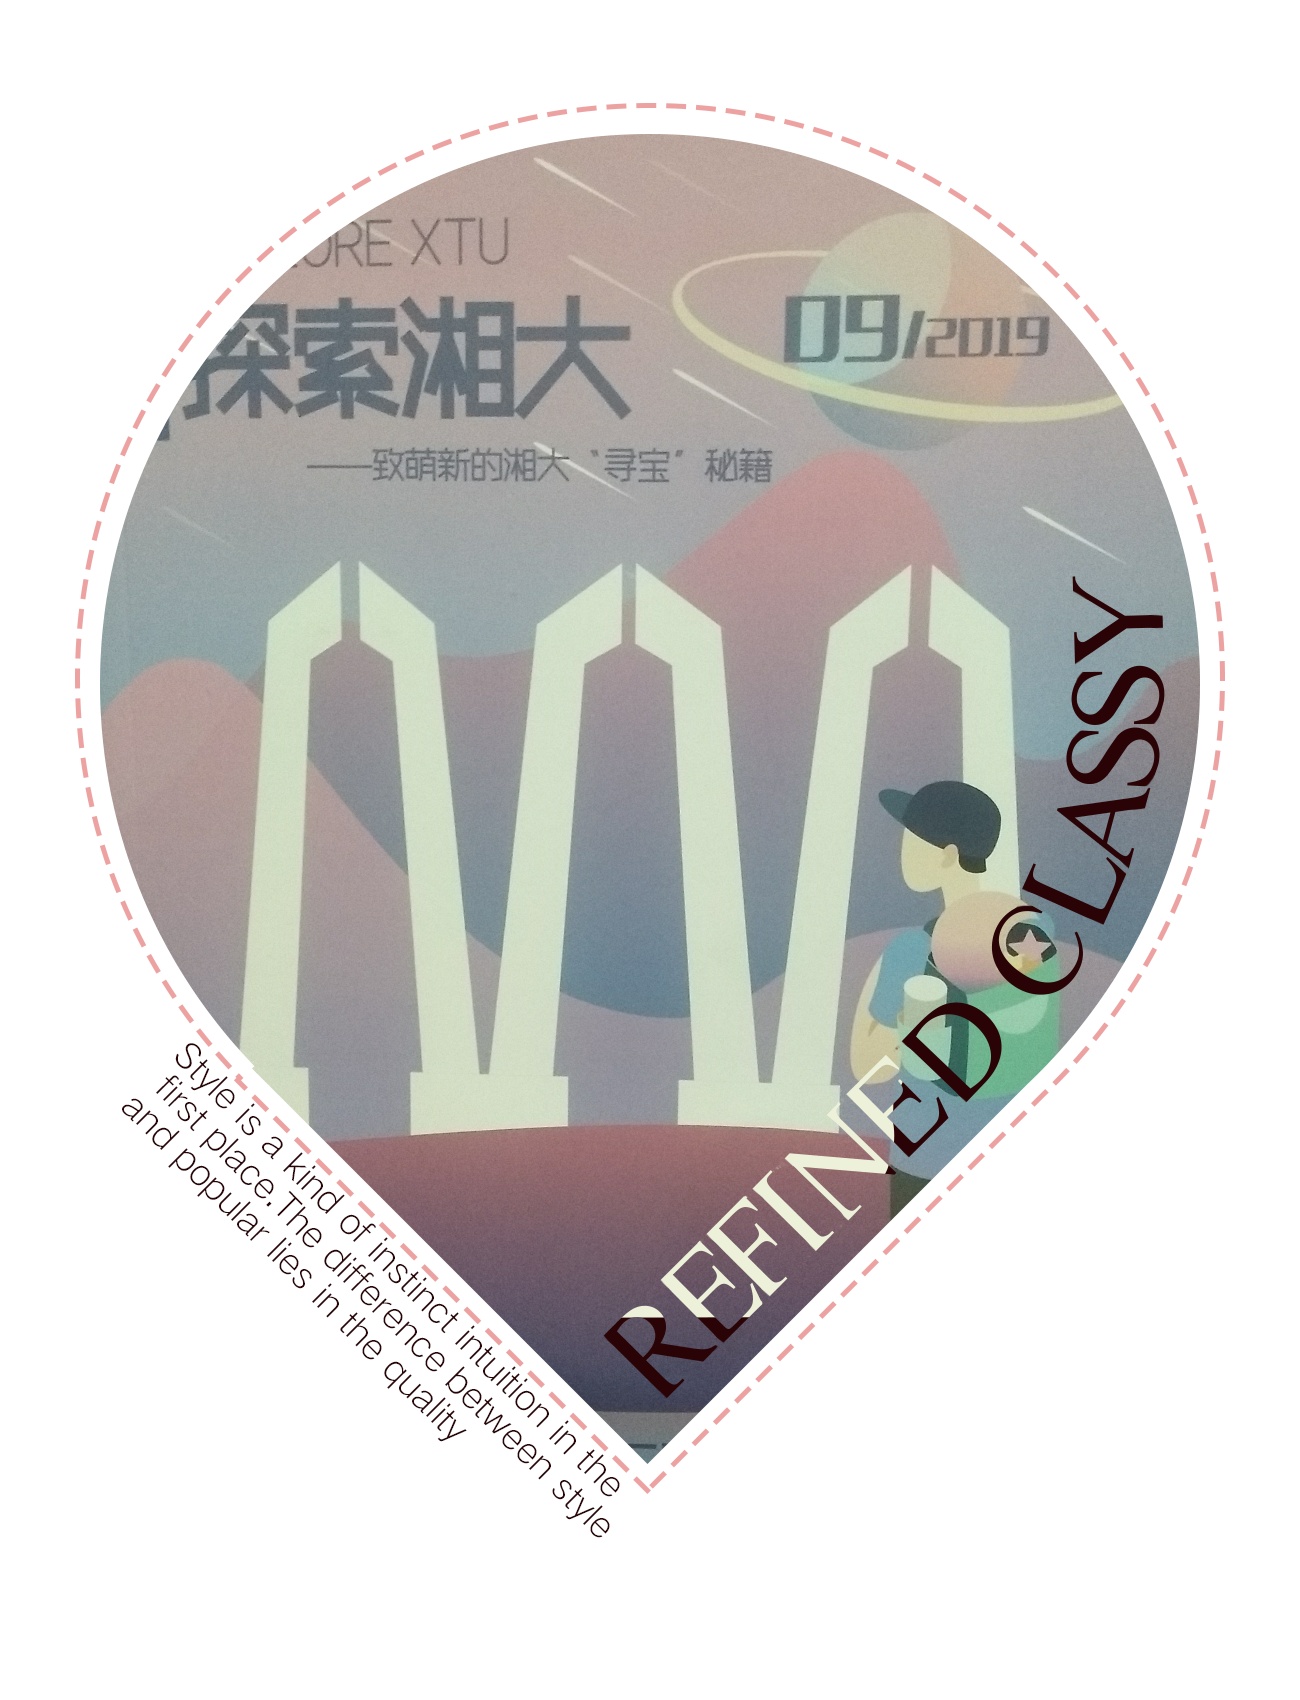 ORE XTU
探索湘大
09/2019
——致萌新的湘大“寻宝”秘籍
REFINED CLASSY
Style is a kind of instinct intuition in the
first place. The difference between style
and popular lies in the quality